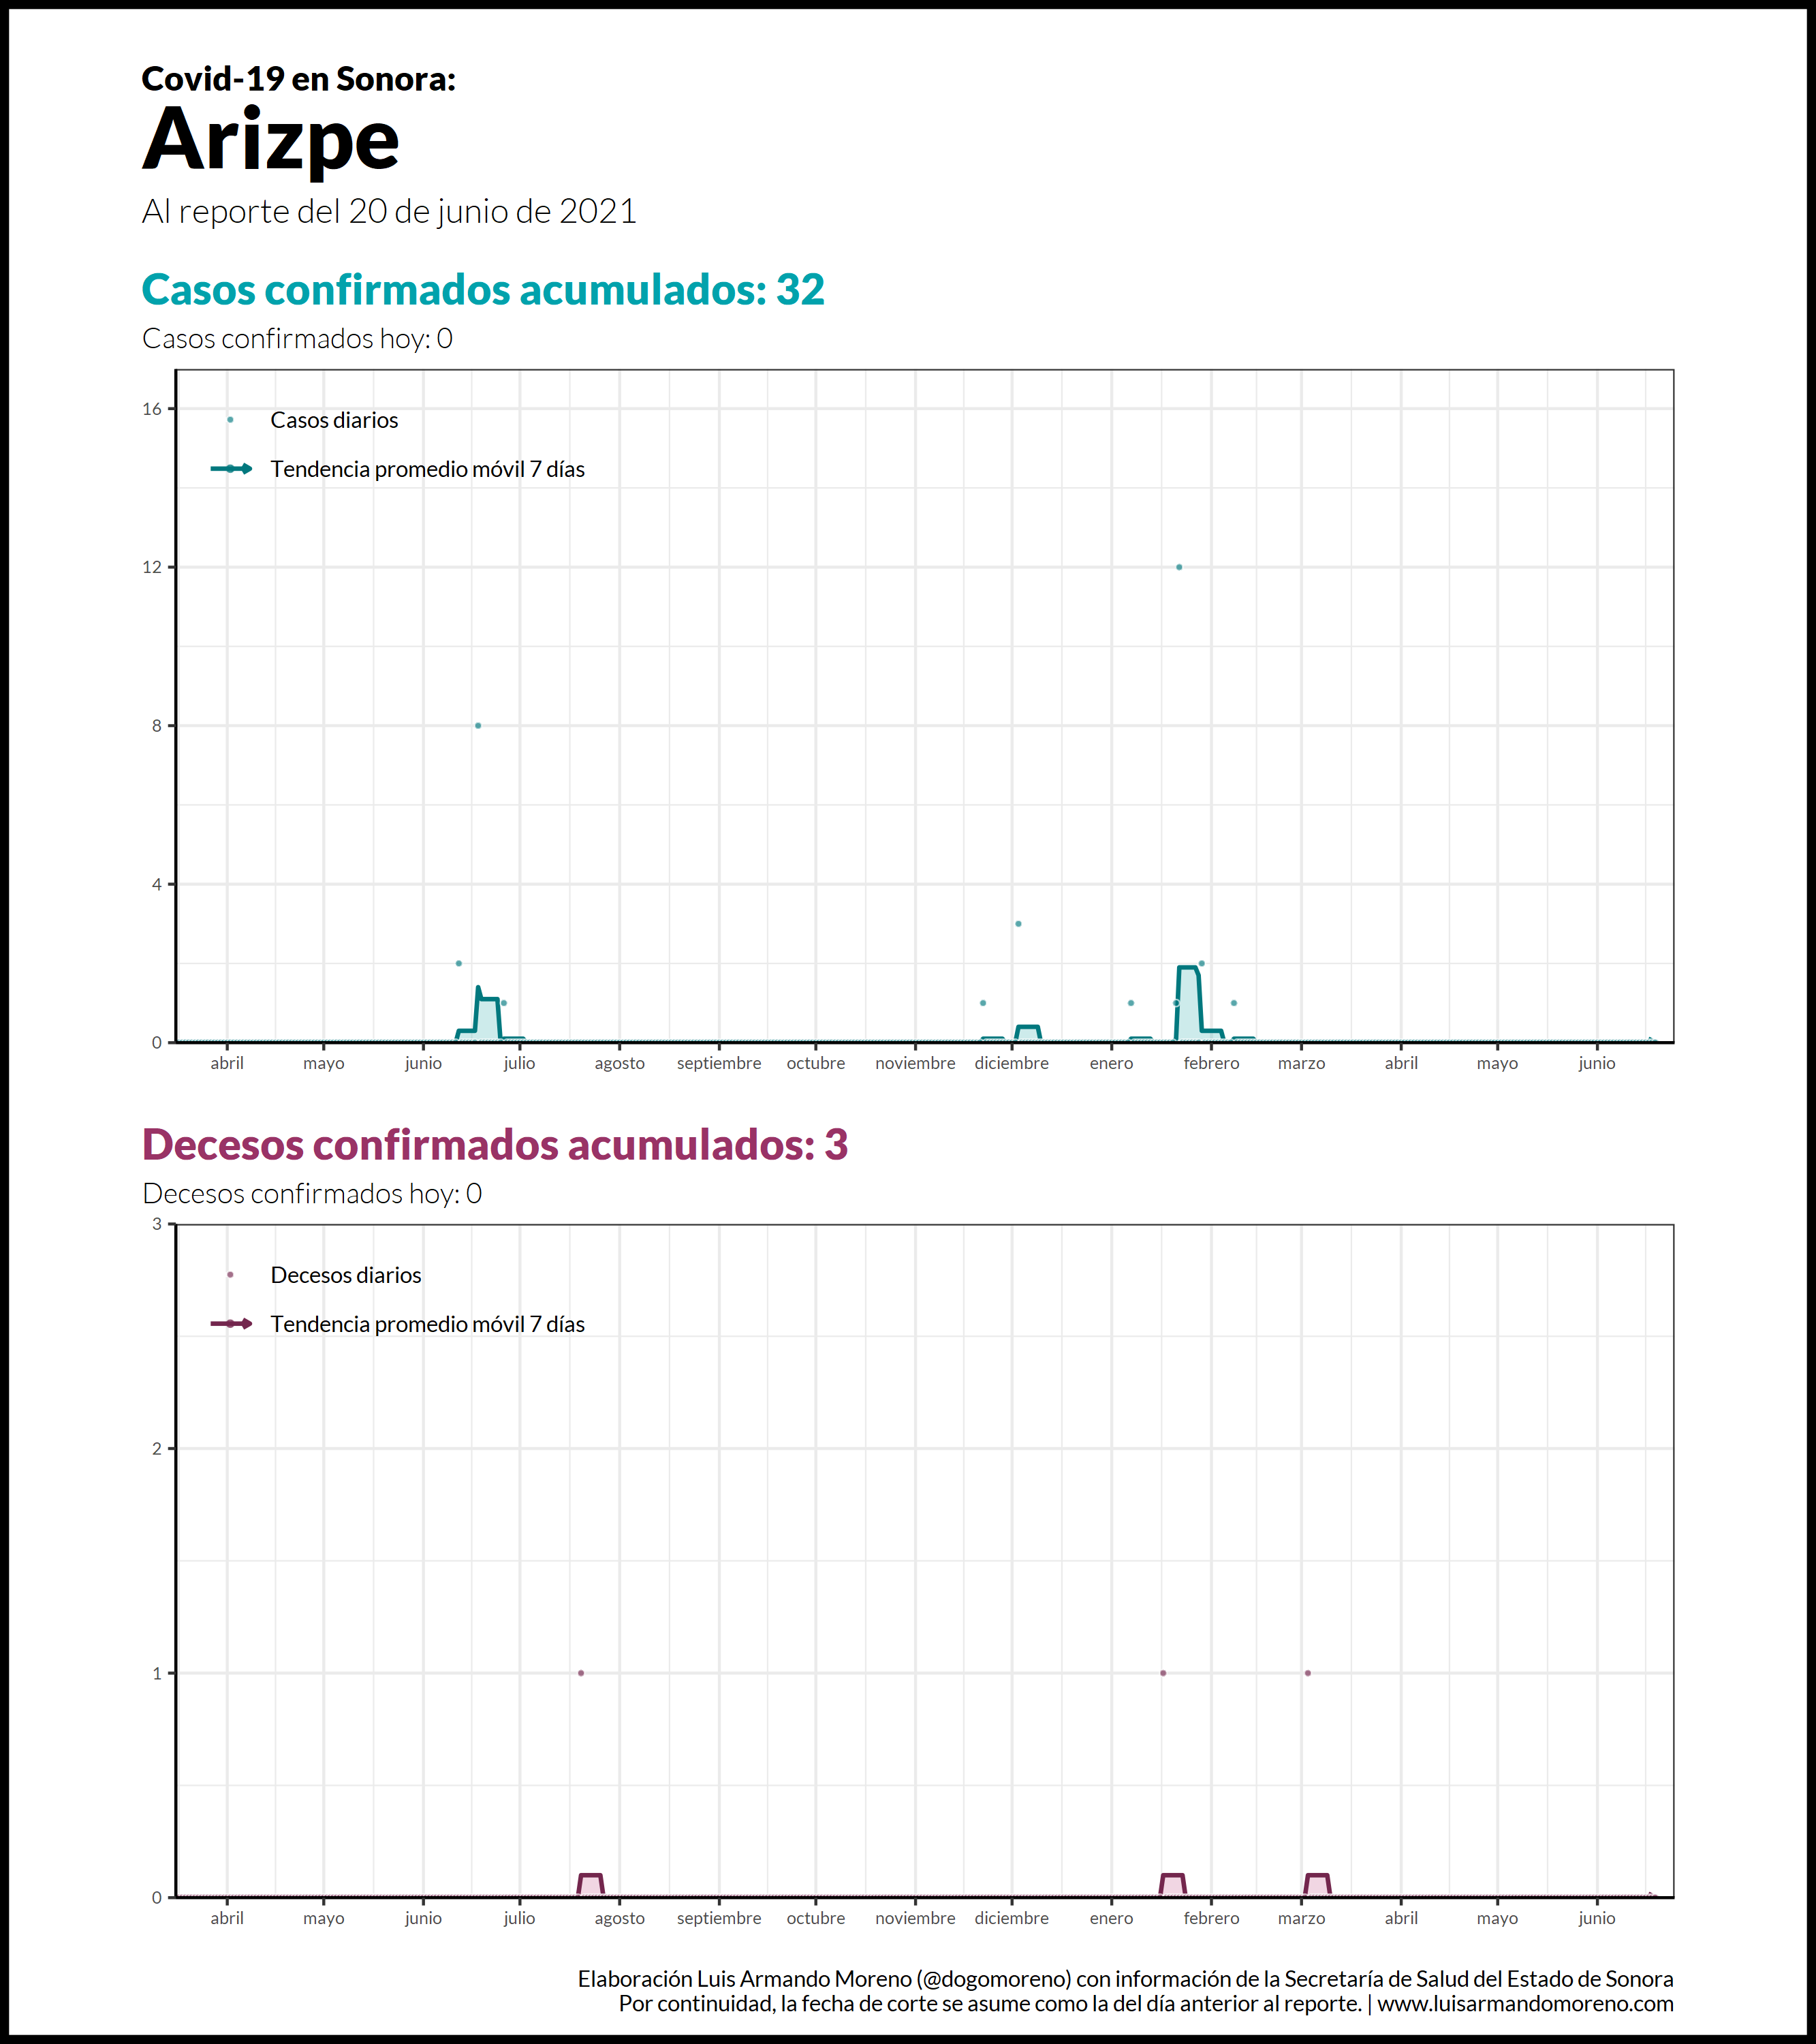 Covid-19 en Sonora:
Arizpe
Al reporte del 20 de junio de 2021
Casos confirmados acumulados: 32
Casos confirmados hoy: 0
16
12
8
4
0
Casos diarios
Tendencia promedio móvil 7 días
abril mayo junio julio agosto septiembre octubre noviembre diciembre enero febrero marzo abril mayo junio
Decesos confirmados acumulados: 3
Decesos confirmados hoy: 0
3
2
1
0
Decesos diarios
Tendencia promedio móvil 7 días
abril mayo junio julio agosto septiembre octubre noviembre diciembre enero febrero marzo abril mayo junio
Elaboración Luis Armando Moreno (@dogomoreno) con información de la Secretaría de Salud del Estado de Sonora
Por continuidad, la fecha de corte se asume como la del día anterior al reporte. | www.luisarmandomoreno.com